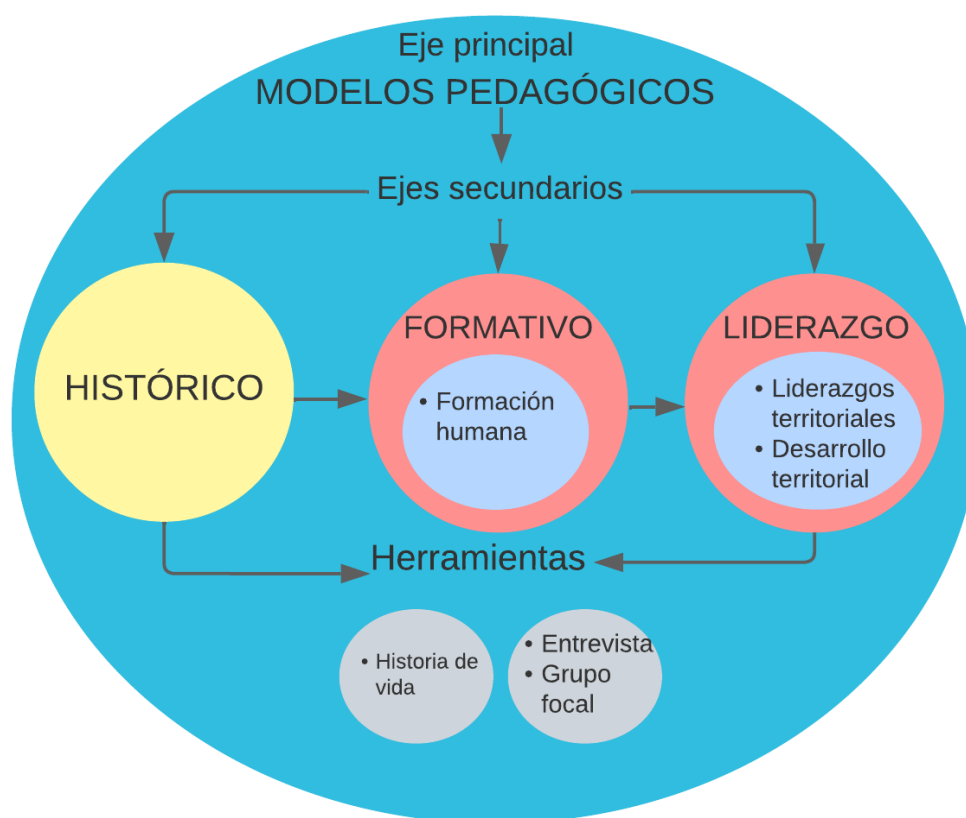 Eje principal
MODELOS PEDAGÓGICOS
Ejes secundarios
HISTÓRICO
FORMATIVO
• Formación
humana
LIDERAZGO
• Liderazgos
territoriales
• Desarrollo
territorial
Herramientas
• Historia de
vida
• Entrevista
• Grupo
focal